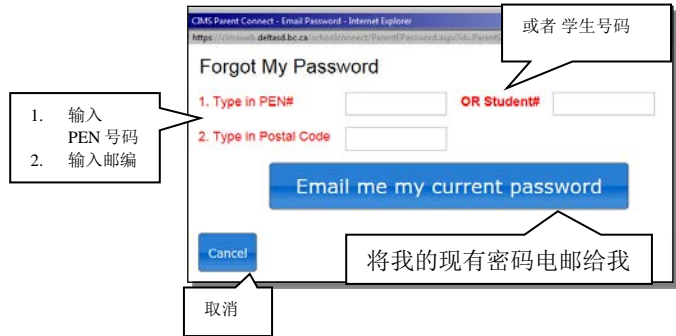 CIMS Parent Connect - Email Password - Internet Explorer
https://cimsweb.deltasd.bc.ca/schoolconnect/ParentEPassword.aspx?id=ParentE
或者 学生号码
Forgot My Password
1. Type in PEN#
OR Student#
2. Type in Postal Code
1. 输入
PEN 号码
2. 输入邮编
Email me my current password
Cancel
将我的现有密码电邮给我
取消